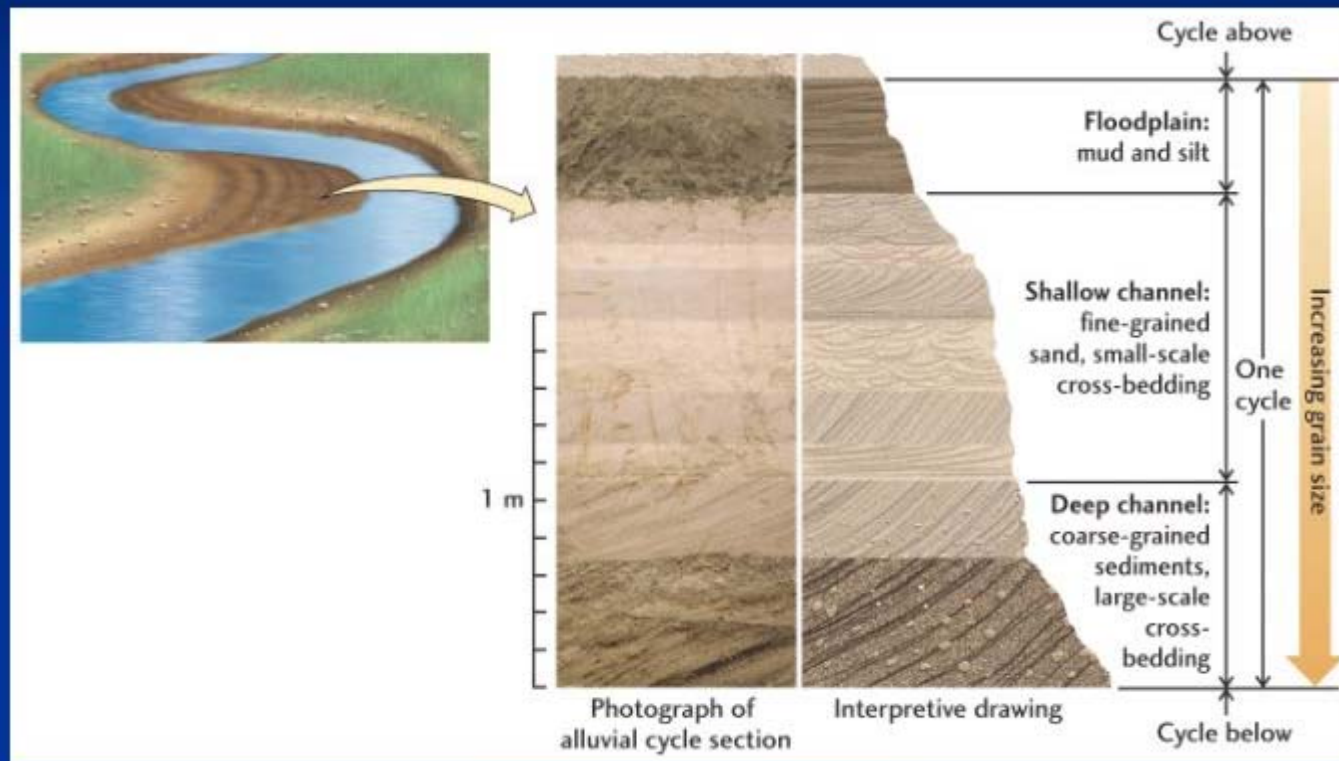 Cycle above
Floodplain:
mud and silt
Shallow channel:
fine-grained
sand, small-scale
cross-bedding
One
cycle
Increasing grain size
1 m
Deep channel:
coarse-grained
sediments,
large-scale
cross-
bedding
Photograph of
alluvial cycle section
Interpretive drawing
Cycle below